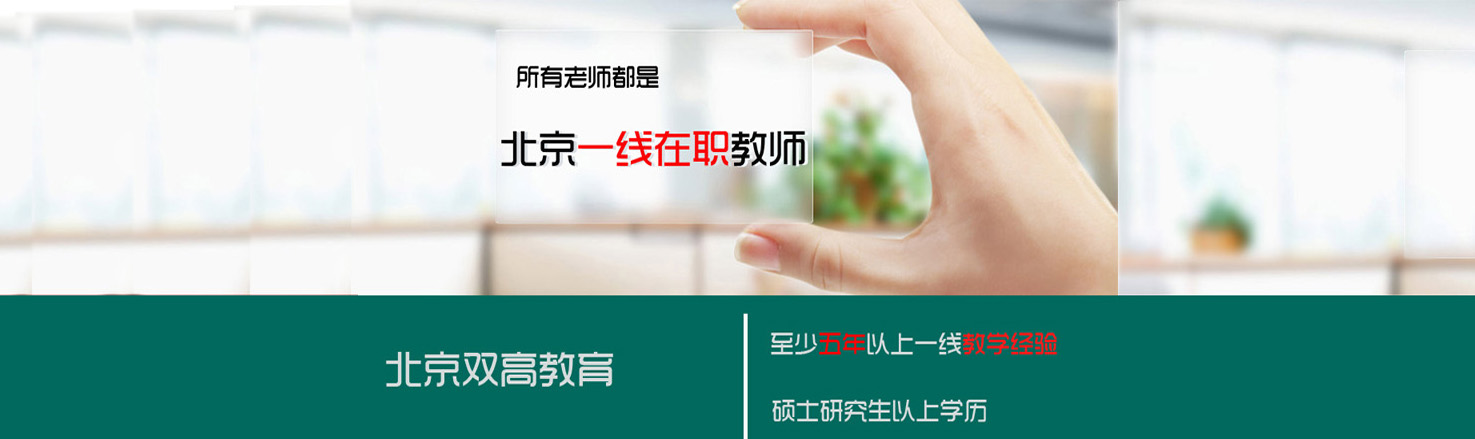 所有老师都是
北京一线在职教师
北京双高教育
至少五年以上一线教学经验
硕士研究生以上学历